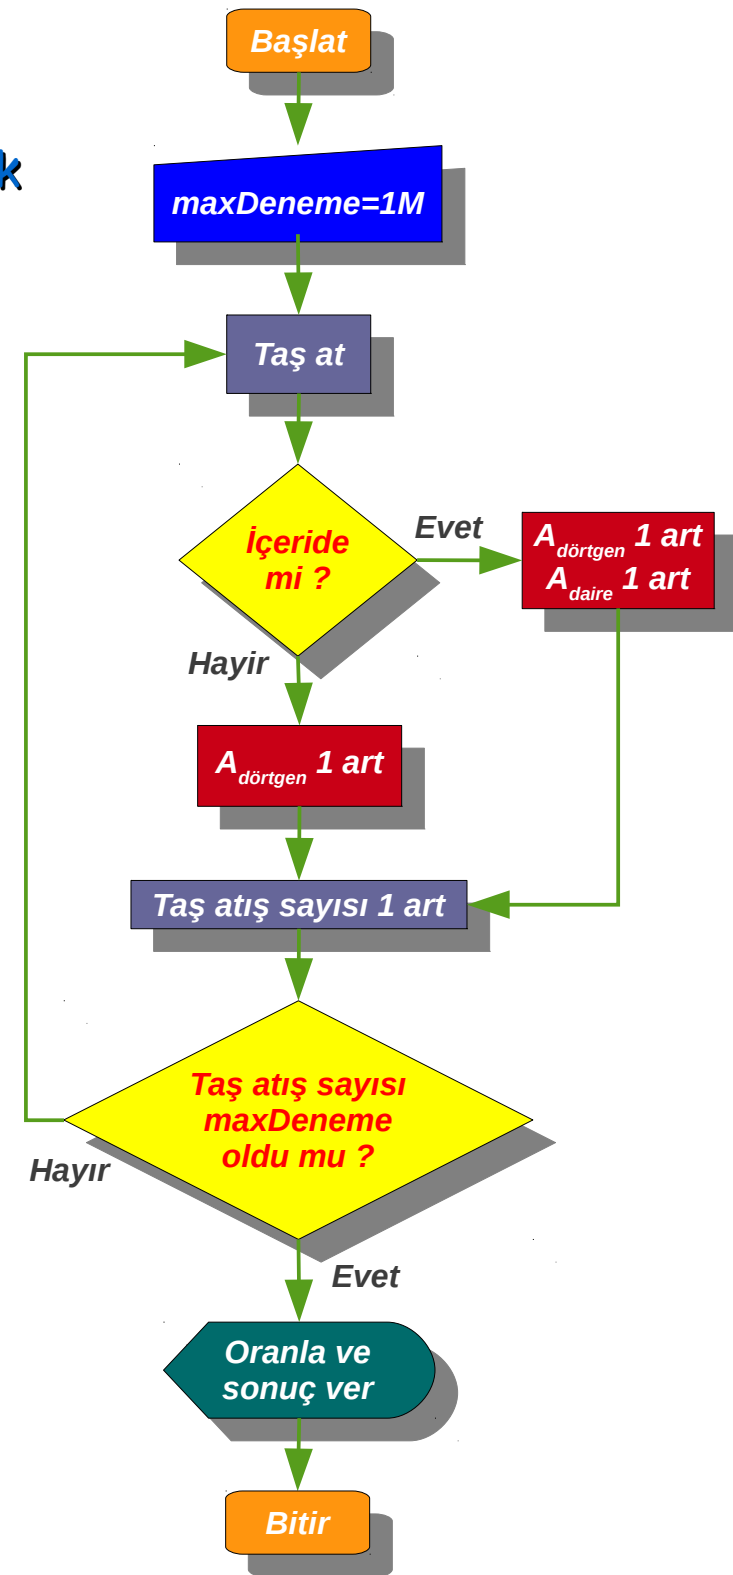 Başlat
k
maxDeneme=1M
Taş at
İçeride
mi ?
Evet
A dörtgen 1 art
A daire 1 art
Hayir
A dörtgen 1 art
Taş atış sayısı 1 art
Taş atış sayısı
maxDeneme
oldu mu ?
Hayır
Evet
Oranla ve
sonuç ver
Bitir